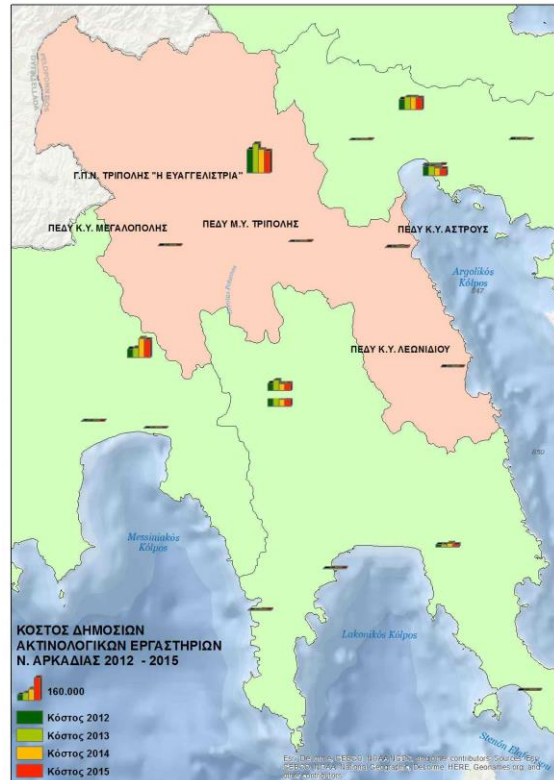 Γ.Π.Ν. ΤΡΙΠΟΛΗΣ "Η ΕΥΑΓΓΕΛΙΣΤΡΙΑ"
ΠΕΔΥ Κ.Υ. ΜΕΓΑΛΟΠΟΛΗΣ
ΠΕΔΥ Μ.Υ. ΤΡΙΠΟΛΗΣ
ΠΕΔΥ Κ.Υ. ΑΣΤΡΟΥΣ
Argolikós
Kólpos
ΠΕΔΥ Κ.Υ. ΛΕΩΝΙΔΙΟΥ
Messiniakós
Kólpos
Lakonikós Kólpos
Stenón
ΚΟΣΤΟΣ ΔΗΜΟΣΙΩΝ
ΑΚΤΙΝΟΛΟΓΙΚΩΝ ΕΡΓΑΣΤΗΡΙΩΝ
Ν. ΑΡΚΑΔΙΑΣ 2012 - 2015
160.000
Κόστος 2012
Κόστος 2013
Κόστος 2014
Κόστος 2015